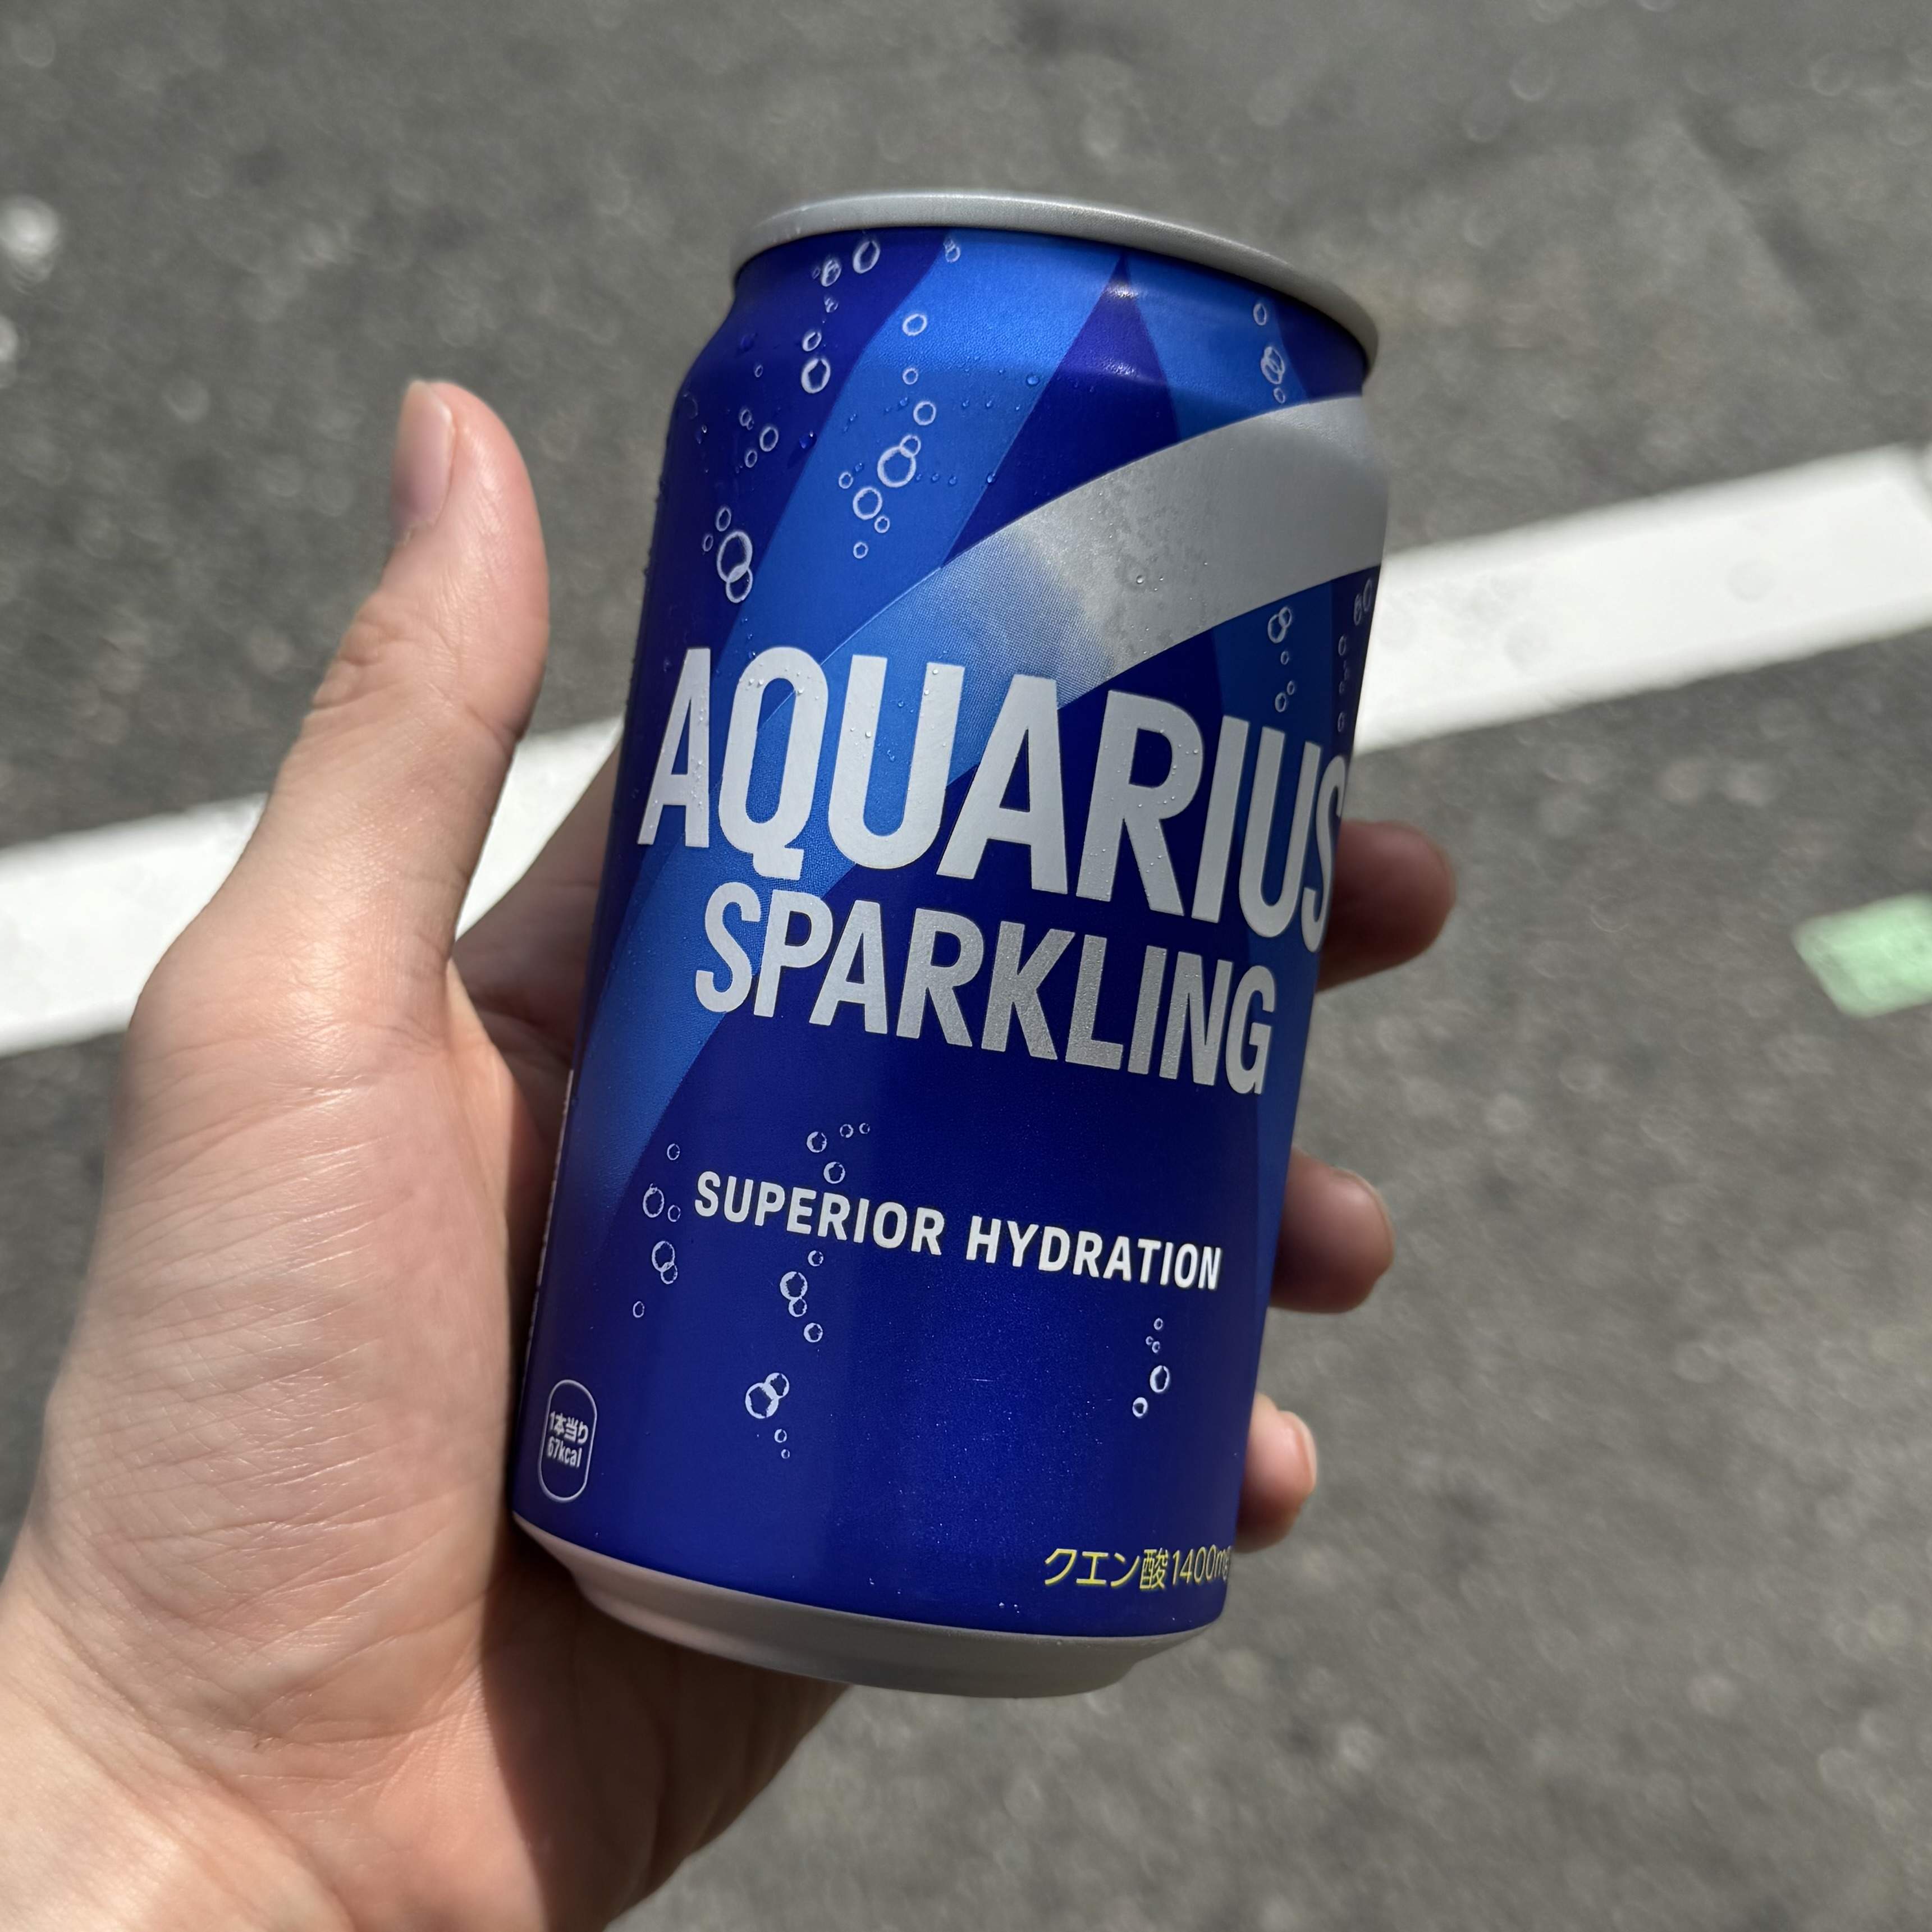 AQUARIUS
SPARKLING
SUPERIOR HYDRATION
1本当り
67kcal
クエン酸1400mg